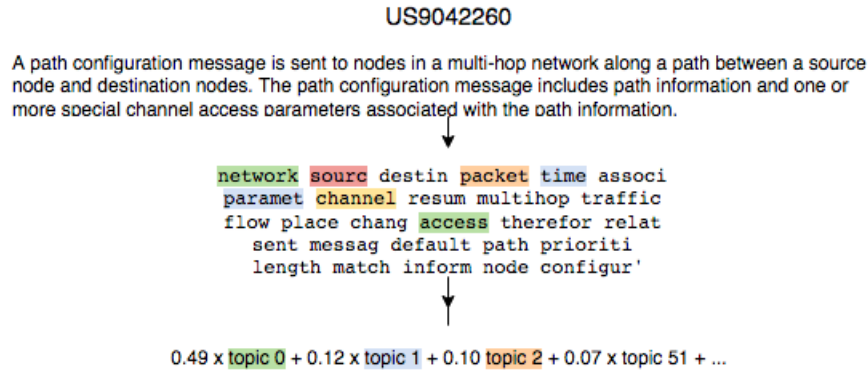 US9042260
A path configuration message is sent to nodes in a multi-hop network along a path between a source
node and destination nodes. The path configuration message includes path information and one or
more special channel access parameters associated with the path information.
network sourc destin packet time associ
paramet channel resum multihop traffic
flow place chang access therefor relat
sent messag default path prioriti
length match inform node configur'
0.49 x topic 0 + 0.12 x topic 1 + 0.10 topic 2 + 0.07 x topic 51 + ...